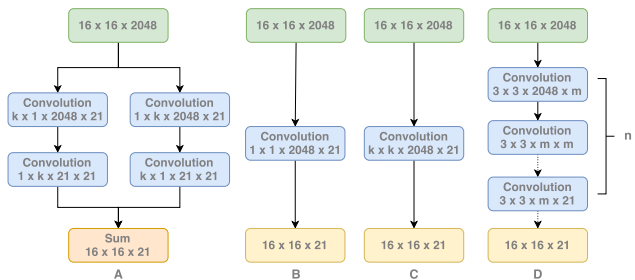 16 x 16 x 2048
Convolution
k x 1 x 2048 x 21
Convolution
1 x k x 2048 x 21
Convolution
1 x k x 21 x 21
Convolution
k x 1 x 21 x 21
Sum
16 x 16 x 21
A
16 x 16 x 2048
Convolution
1 x 1 x 2048 x 21
16 x 16 x 21
B
16 x 16 x 2048
Convolution
k x k x 2048 x 21
16 x 16 x 21
C
16 x 16 x 2048
Convolution
3 x 3 x 2048 x m
Convolution
3 x 3 x m x m
Convolution
3 x 3 x m x 21
n
16 x 16 x 21
D